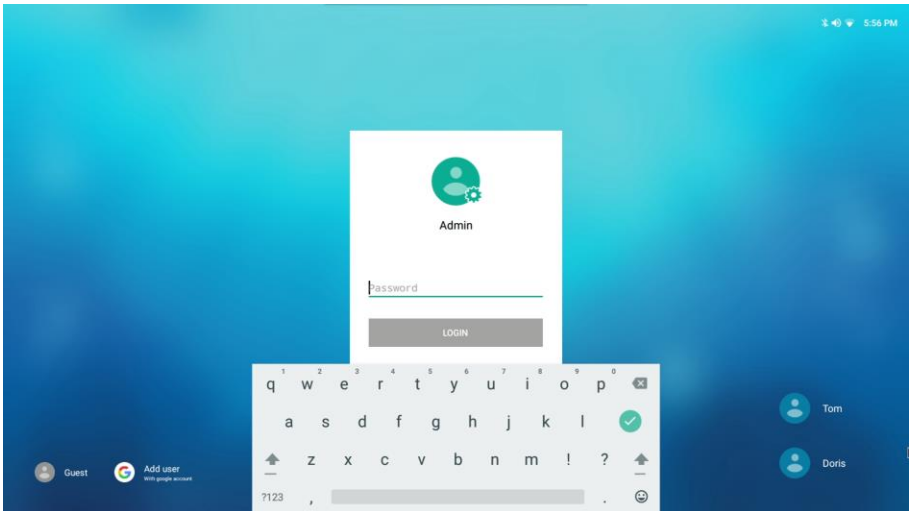 5:56 PM
Admin
Password
LOGIN
1 2 3 4 5 6 7 8 9 0
q w e r t y u i o p
a s d f g h j k l
z x c v b n m ! ?
?123 , .
Tom
Doris
Guest
Add user
With google account